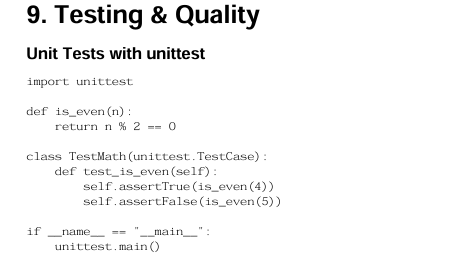 9. Testing & Quality
Unit Tests with unittest
import unittest
def is_even(n):
    return n % 2 == 0
class TestMath(unittest.TestCase):
    def test_is_even(self):
        self.assertTrue(is_even(4))
        self.assertFalse(is_even(5))
if __name__ == "__main__":
    unittest.main()